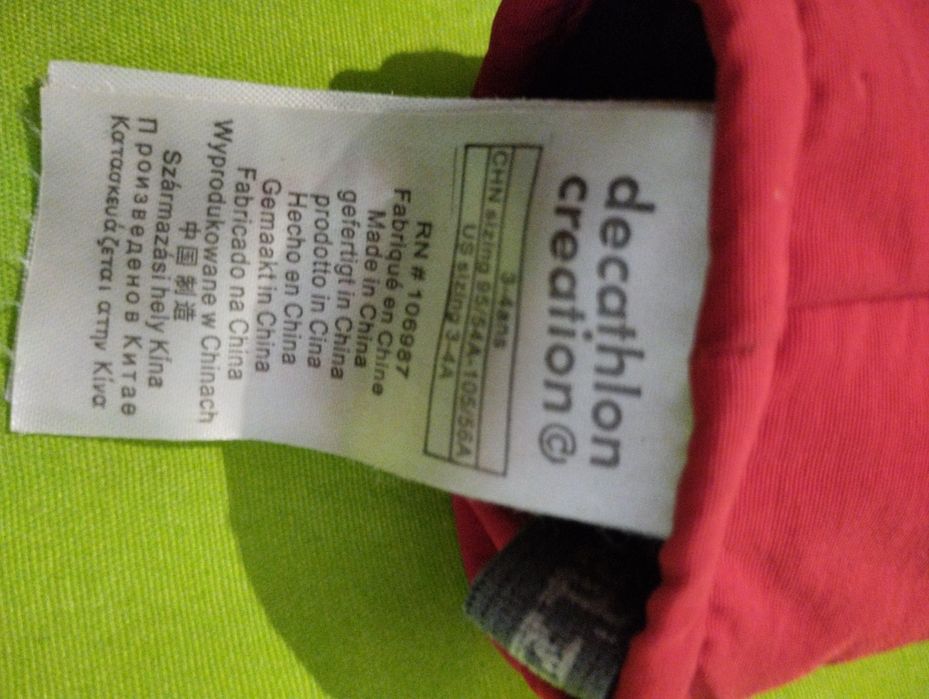 decathlon
creation©
3-4ans
CHN sizing 95/54A-105/56A
US sizing 3-4A
RN # 106987
Fabriqué en Chine
Made in China
gefertigt in China
prodotto in Cina
Hecho en China
Gemaakt in China
Fabricado na China
Wyprodukowane w Chinach
中国制造
Származási hely Kína
Произведено в Китае
Κατασκευάζεται στην Κίνα